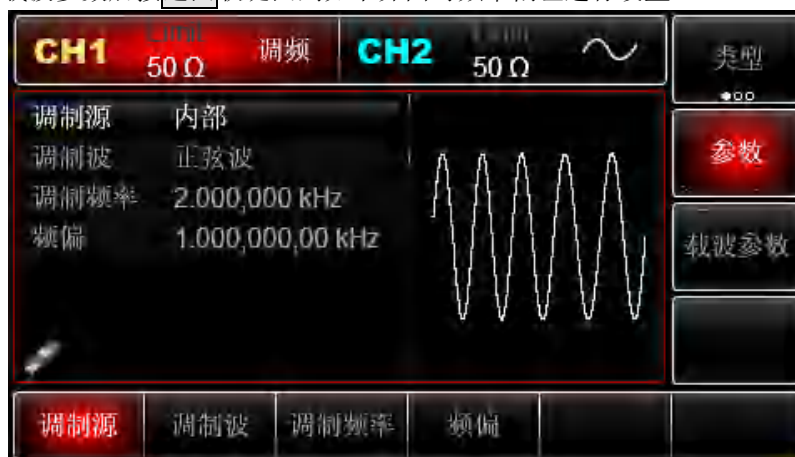 CH1 Limit 50 Ω 调频 CH2 Limit 50 Ω
类型
调制源 内部
调制波 正弦波
调制频率 2.000,000 kHz
频偏 1.000,000,00 kHz
参数
载波参数
调制源 调制波 调制频率 频偏